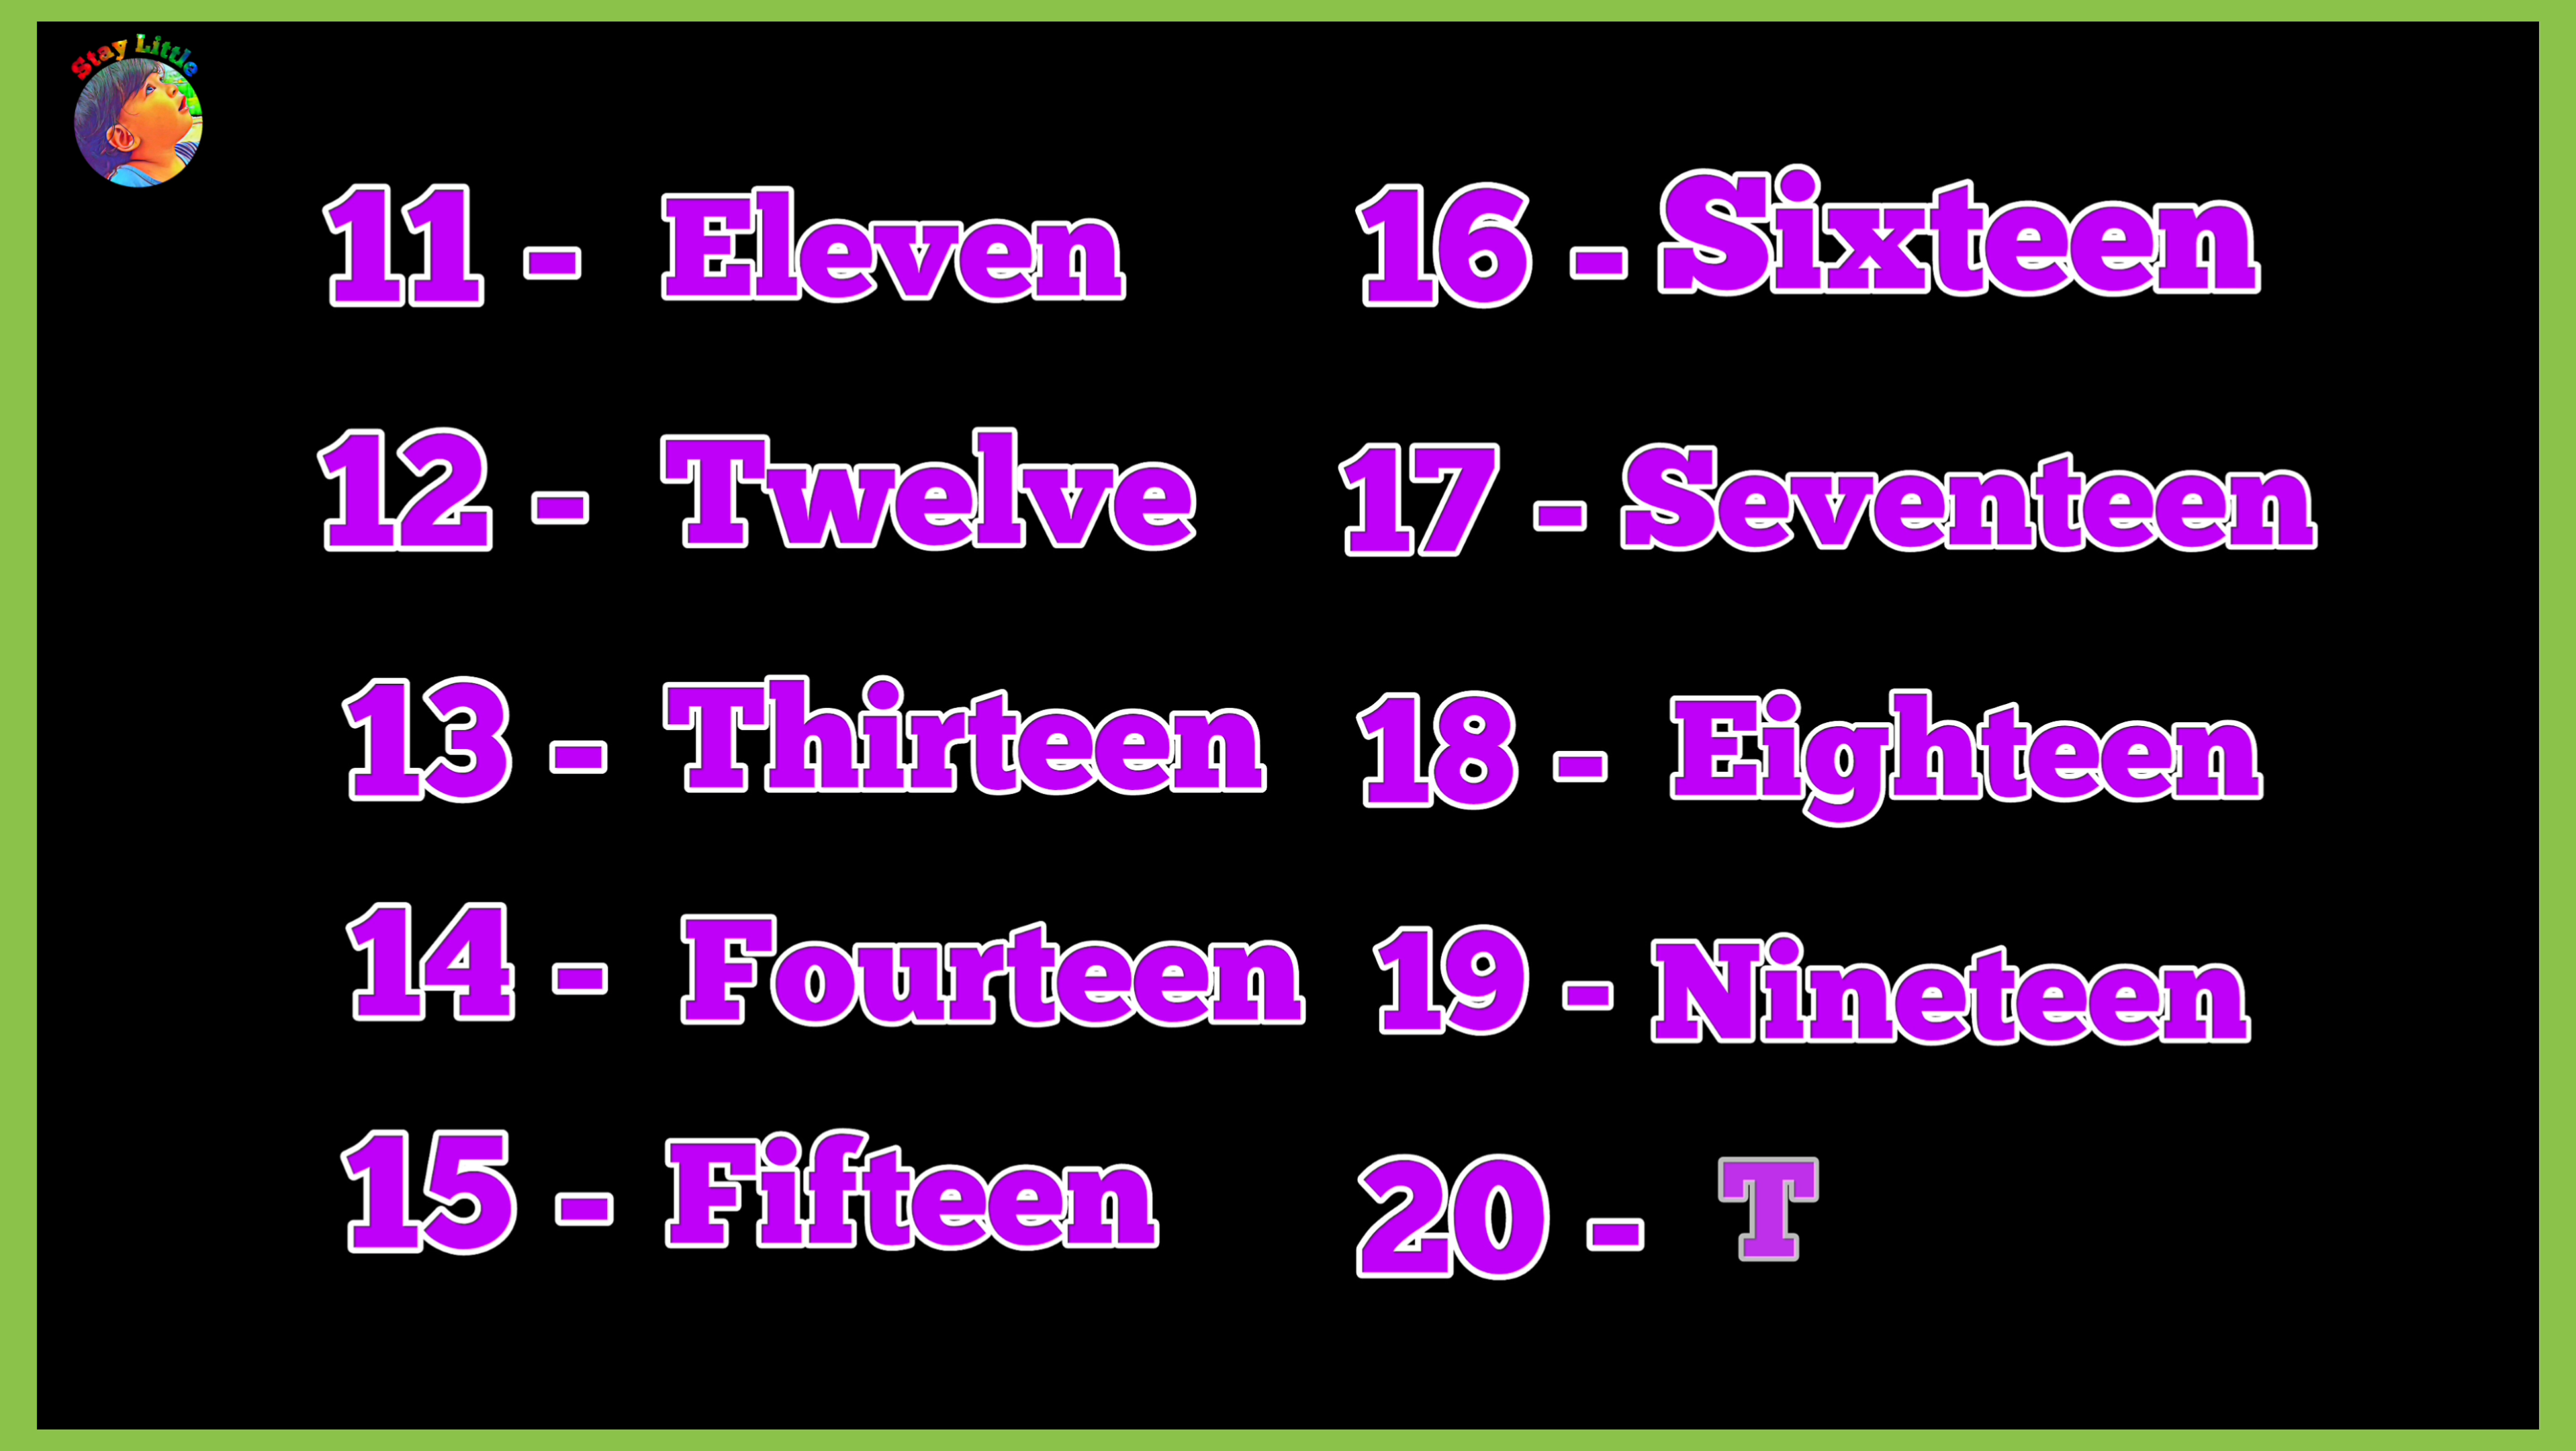 Stay Little
11 - Eleven
12 - Twelve
13 - Thirteen
14 - Fourteen
15 - Fifteen
16 - Sixteen
17 - Seventeen
18 - Eighteen
19 - Nineteen
20 - T